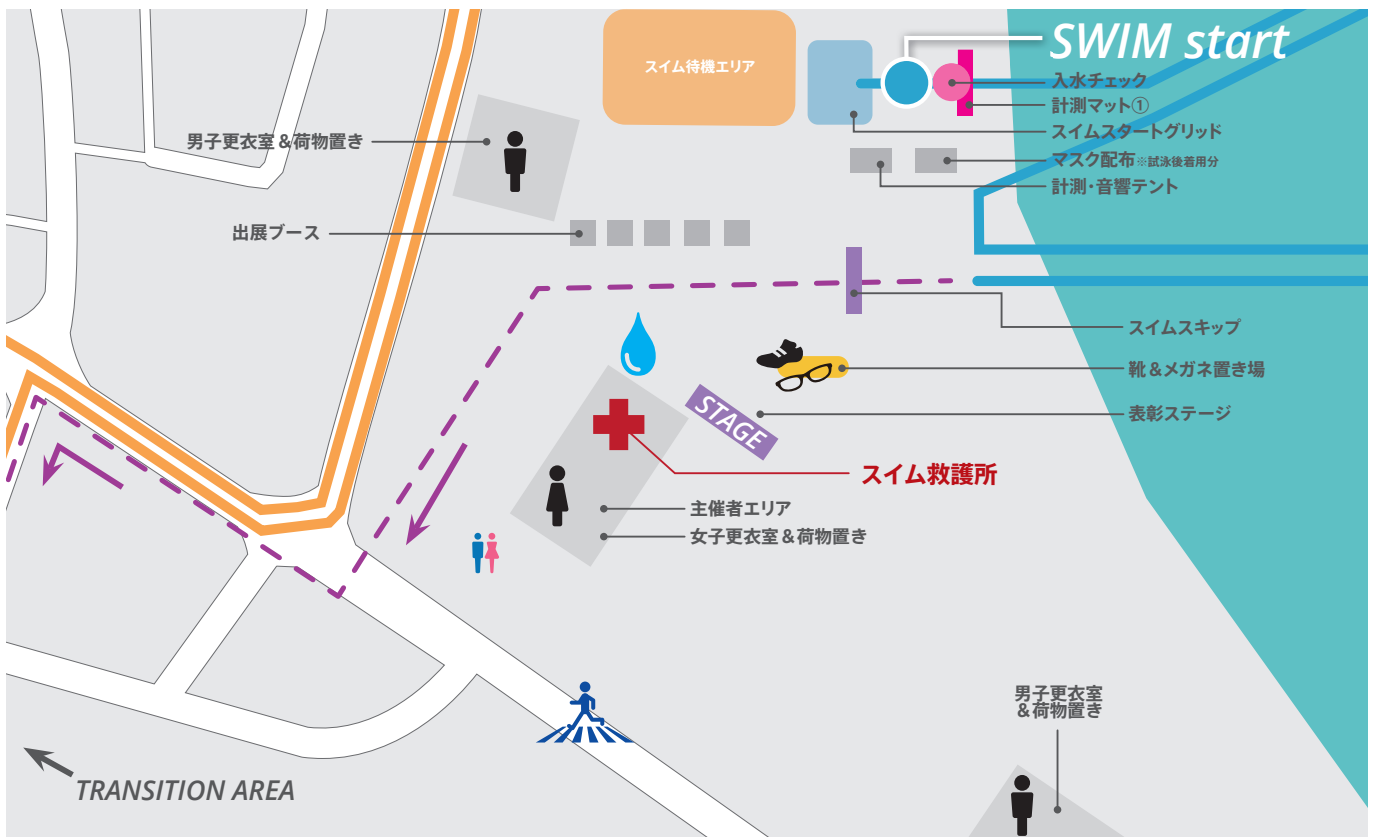 SWIM start
スイム待機エリア
入水チェック
計測マット①
スイムスタートグリッド
男子更衣室＆荷物置き
マスク配布※試泳後着用分
計測・音響テント
出展ブース
スイムスキップ
靴＆メガネ置き場
STAGE
表彰ステージ
スイム救護所
主催者エリア
女子更衣室＆荷物置き
男子更衣室
＆荷物置き
TRANSITION AREA